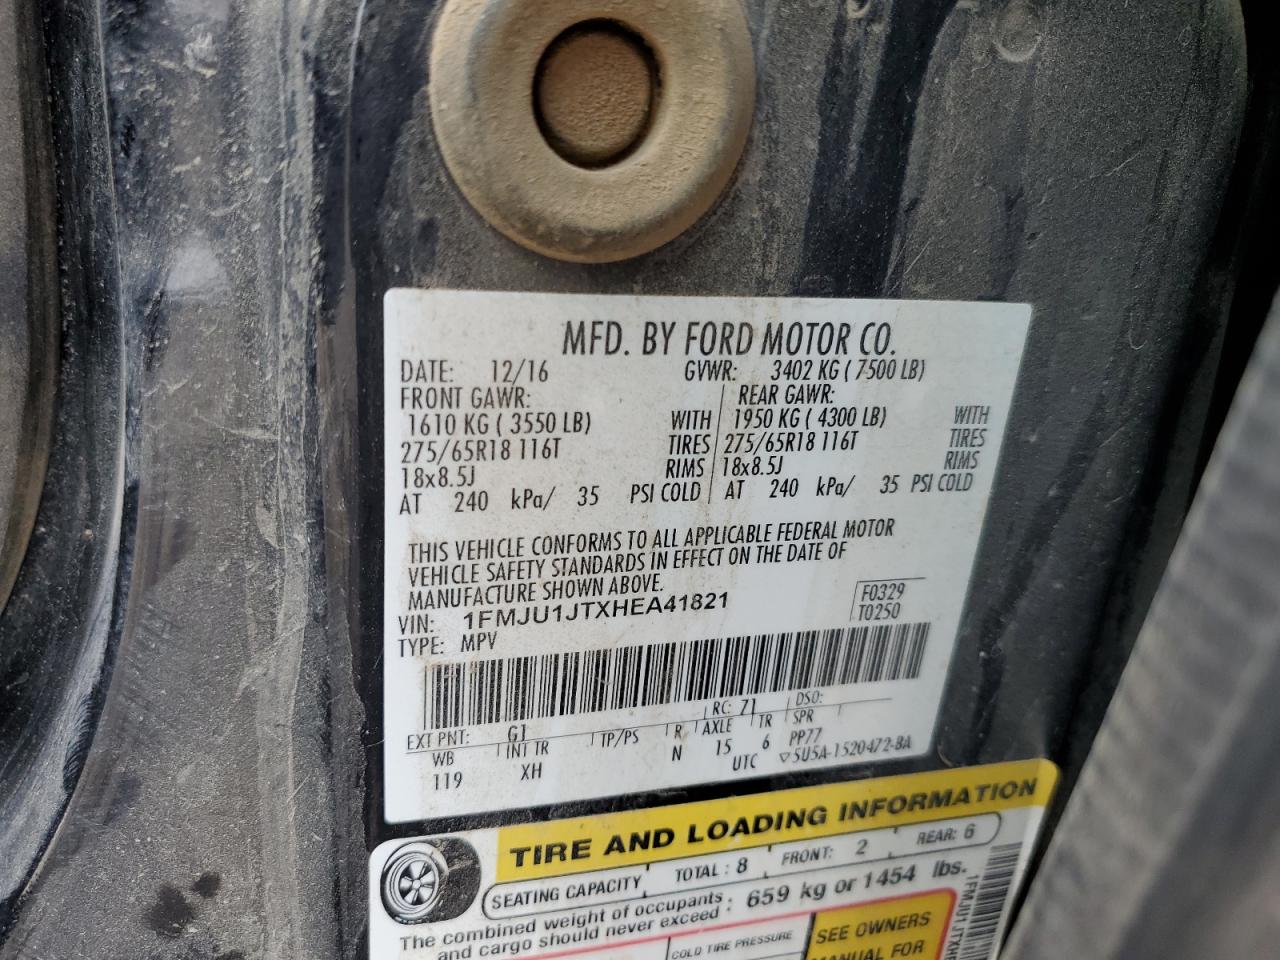 MFD. BY FORD MOTOR CO.
DATE: 12/16 GVWR: 3402 KG ( 7500 LB)
FRONT GAWR: REAR GAWR:
1610 KG ( 3550 LB) WITH 1950 KG ( 4300 LB) WITH
275/65R18 116T TIRES 275/65R18 116T TIRES
18x8.5J RIMS 18x8.5J RIMS
AT 240 kPa/ 35 PSI COLD AT 240 kPa/ 35 PSI COLD
THIS VEHICLE CONFORMS TO ALL APPLICABLE FEDERAL MOTOR
VEHICLE SAFETY STANDARDS IN EFFECT ON THE DATE OF
MANUFACTURE SHOWN ABOVE.
VIN: 1FMJU1JTXHEA41821 F0329
TYPE: MPV T0250
RC: 71 DSO:
EXT PNT: G1
WB INT TR TP/PS R AXLE TR SPR
119 XH N 15 6 PP77
UTC 5U5A-1520472-BA
TIRE AND LOADING INFORMATION
SEATING CAPACITY TOTAL : 8 FRONT: 2 REAR: 6
The combined weight of occupants : 659 kg or 1454 lbs.
and cargo should never exceed
COLD TIRE PRESSURE SEE OWNERS
MANUAL FOR